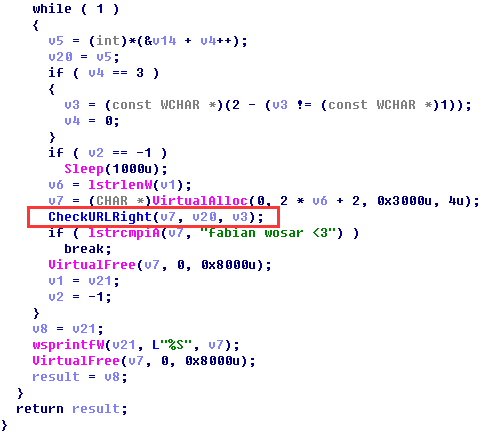 while ( 1 )
{
v5 = (int)*(&v14 + v4++);
v20 = v5;
if ( v4 == 3 )
{
v3 = (const WCHAR *)(2 - (v3 != (const WCHAR *)1));
v4 = 0;
}
if ( v2 == -1 )
Sleep(1000u);
v6 = lstrlenW(v1);
v7 = (CHAR *)VirtualAlloc(0, 2 * v6 + 2, 0x3000u, 4u);
CheckURLRight(v7, v20, v3);
if ( lstrcmpiA(v7, "fabian wosar <3") )
break;
VirtualFree(v7, 0, 0x8000u);
v1 = v21;
v2 = -1;
}
v8 = v21;
wsprintfW(v21, L"%S", v7);
VirtualFree(v7, 0, 0x8000u);
result = v8;
}
return result;
}